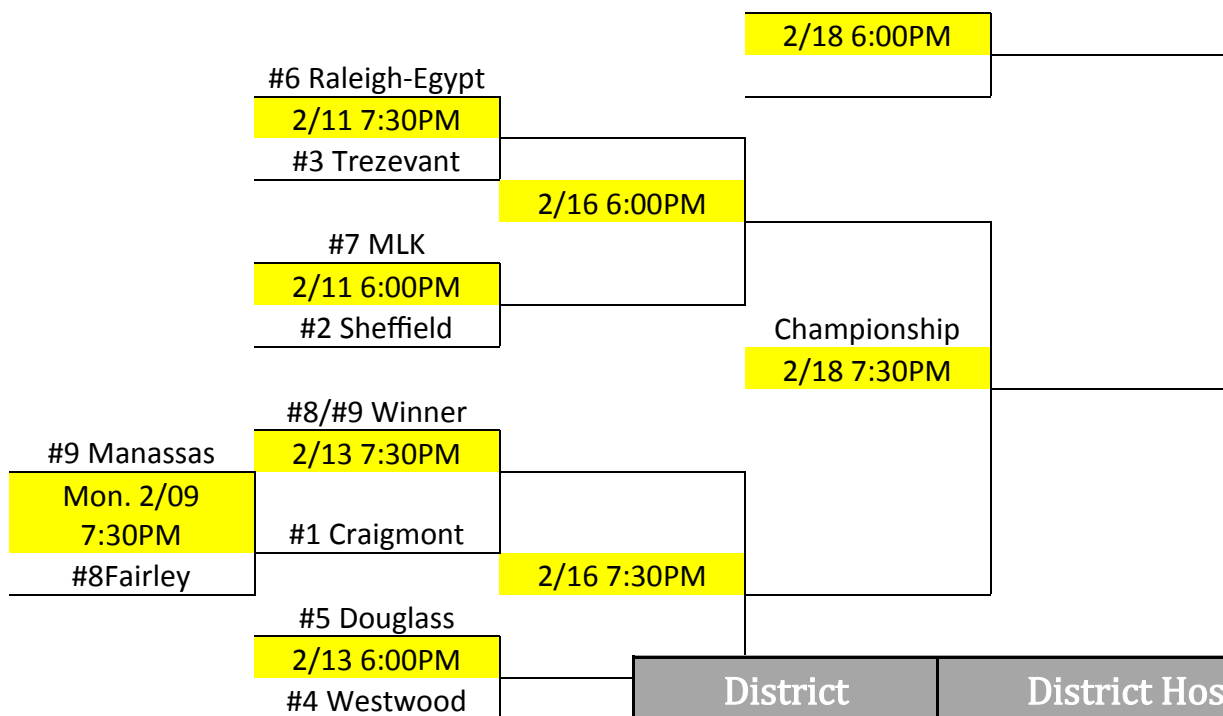 2/18 6:00PM
#6 Raleigh-Egypt
2/11 7:30PM
#3 Trezevant
2/16 6:00PM
#7 MLK
2/11 6:00PM
#2 Sheffield
Championship
2/18 7:30PM
#8/#9 Winner
#9 Manassas
2/13 7:30PM
Mon. 2/09
7:30PM
#1 Craigmont
#8Fairley
2/16 7:30PM
#5 Douglass
2/13 6:00PM
#4 Westwood
District
District Hos